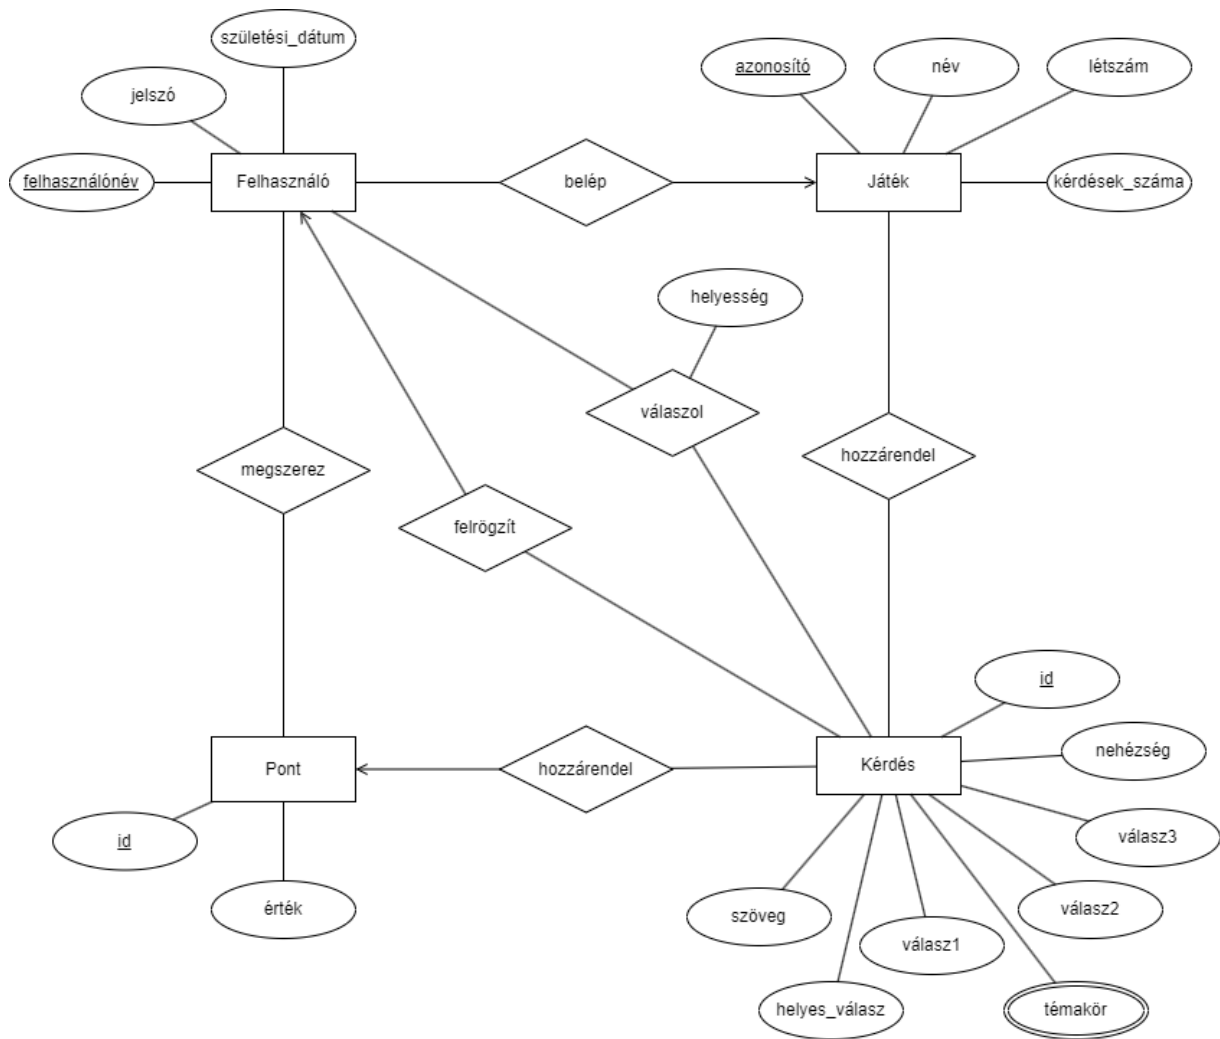 születési_dátum
azonosító
név
létszám
jelszó
felhasználónév
Felhasználó
belép
Játék
kérdések_száma
helyesség
válaszol
hozzárendel
megszerez
felrögzít
id
nehézség
Pont
hozzárendel
Kérdés
id
válasz3
érték
szöveg
válasz2
válasz1
helyes_válasz
témakör